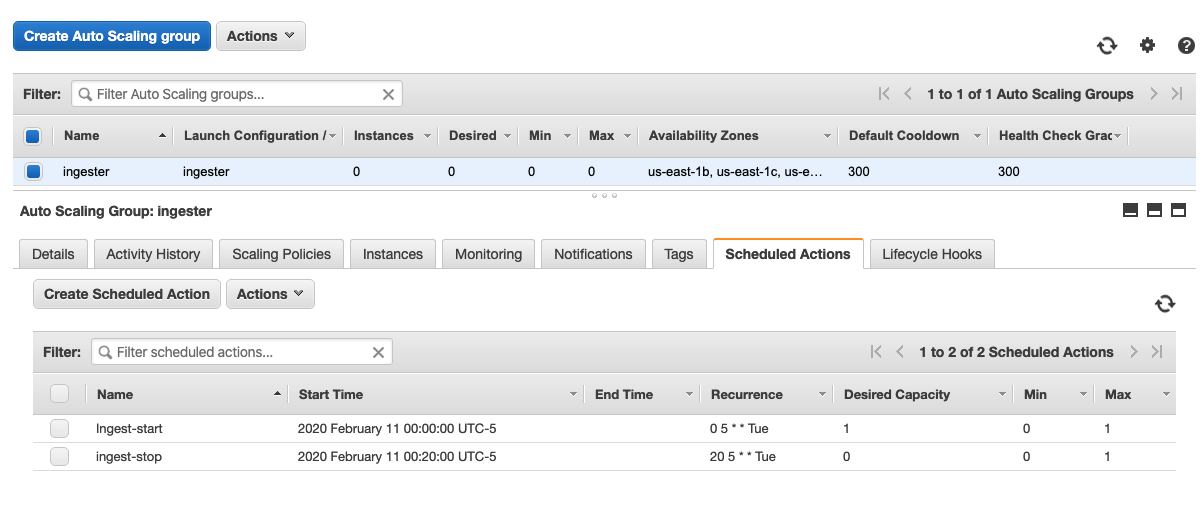 Create Auto Scaling group Actions
Filter: Filter Auto Scaling groups... 1 to 1 of 1 Auto Scaling Groups
Name Launch Configuration / Instances Desired Min Max Availability Zones Default Cooldown Health Check Grac
ingester ingester 0 0 0 0 us-east-1b, us-east-1c, us-e... 300 300
Auto Scaling Group: ingester
Details Activity History Scaling Policies Instances Monitoring Notifications Tags Scheduled Actions Lifecycle Hooks
Create Scheduled Action Actions
Filter: Filter scheduled actions... 1 to 2 of 2 Scheduled Actions
Name Start Time End Time Recurrence Desired Capacity Min Max
Ingest-start 2020 February 11 00:00:00 UTC-5 0 5 * * Tue 1 0 1
ingest-stop 2020 February 11 00:20:00 UTC-5 20 5 * * Tue 0 0 1